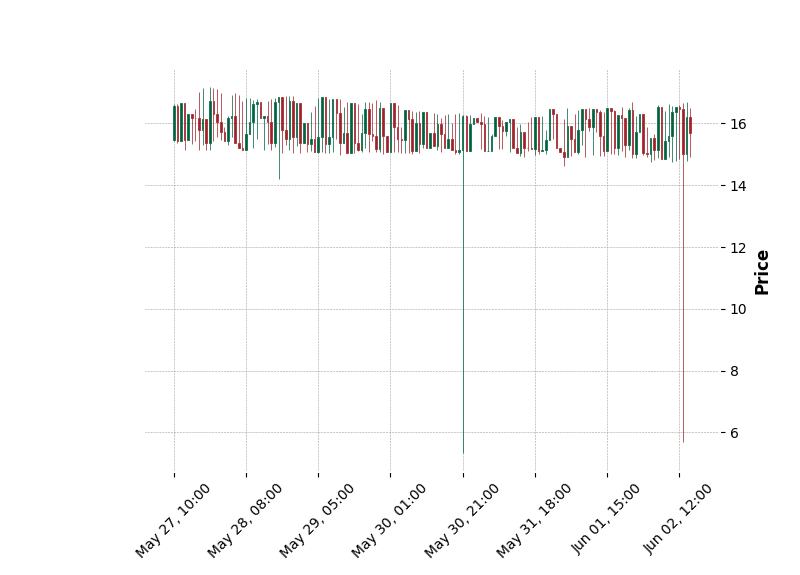 16
14
12
10
8
6
Price
May 27, 10:00
May 28, 08:00
May 29, 05:00
May 30, 01:00
May 30, 21:00
May 31, 18:00
Jun 01, 15:00
Jun 02, 12:00